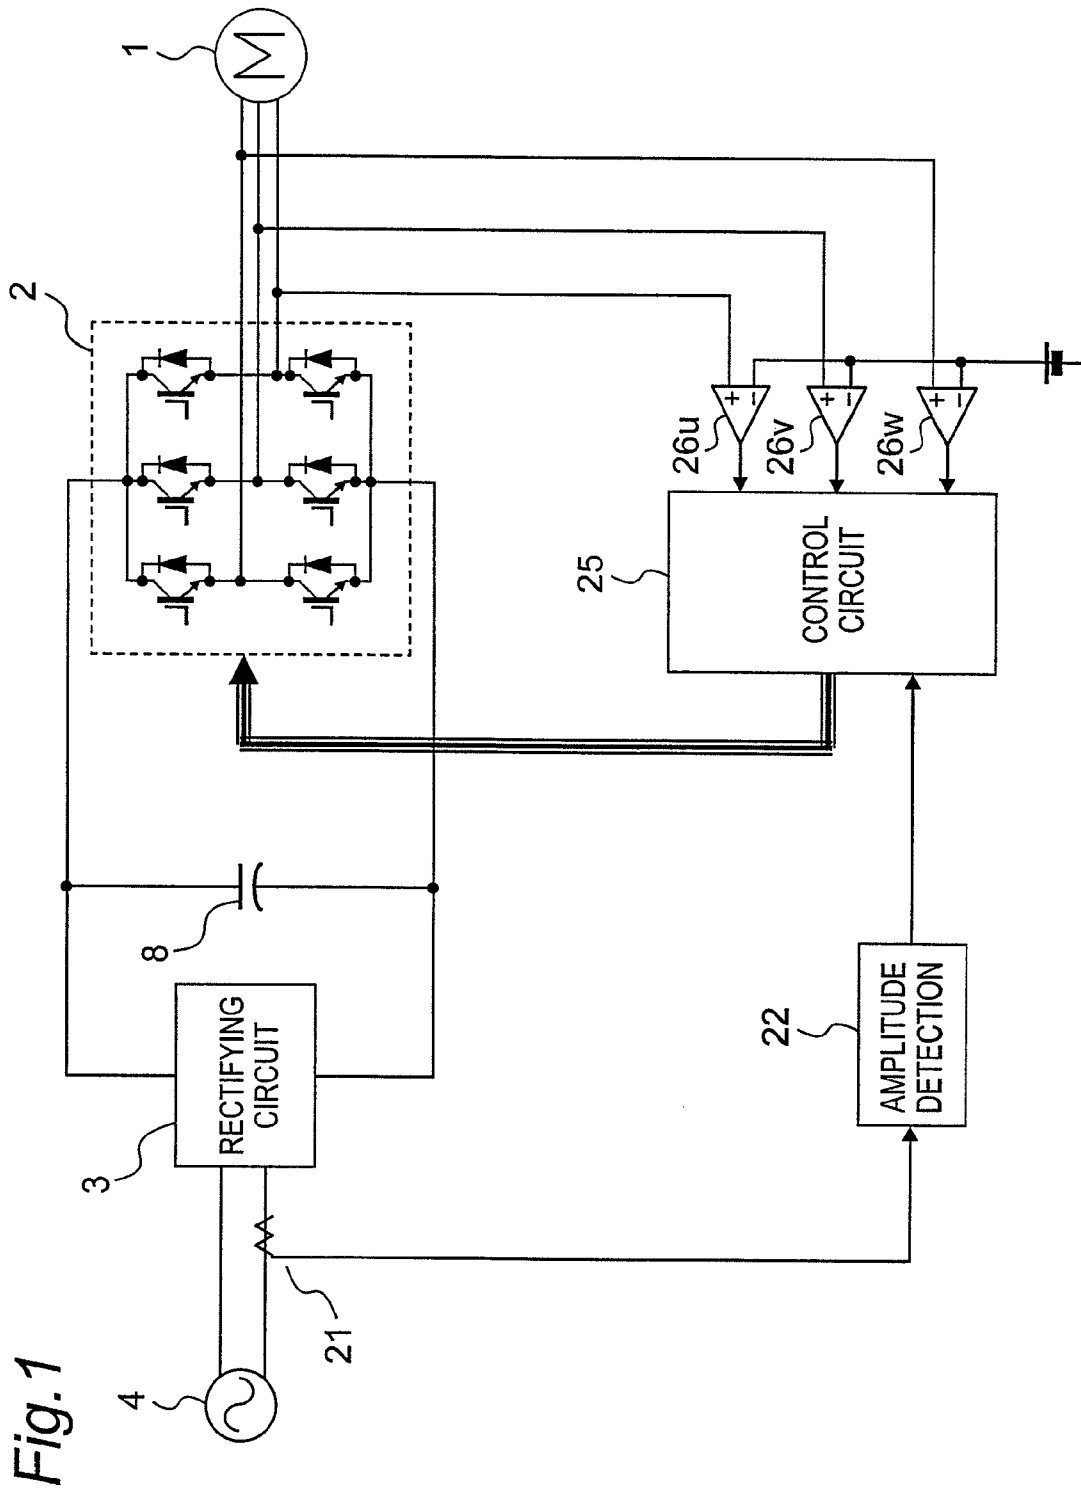 Fig.1
4
21
3
RECTIFYING
CIRCUIT
8
2
1
M
22
AMPLITUDE
DETECTION
25
CONTROL
CIRCUIT
26u
+
−
26v
+
−
26w
+
−